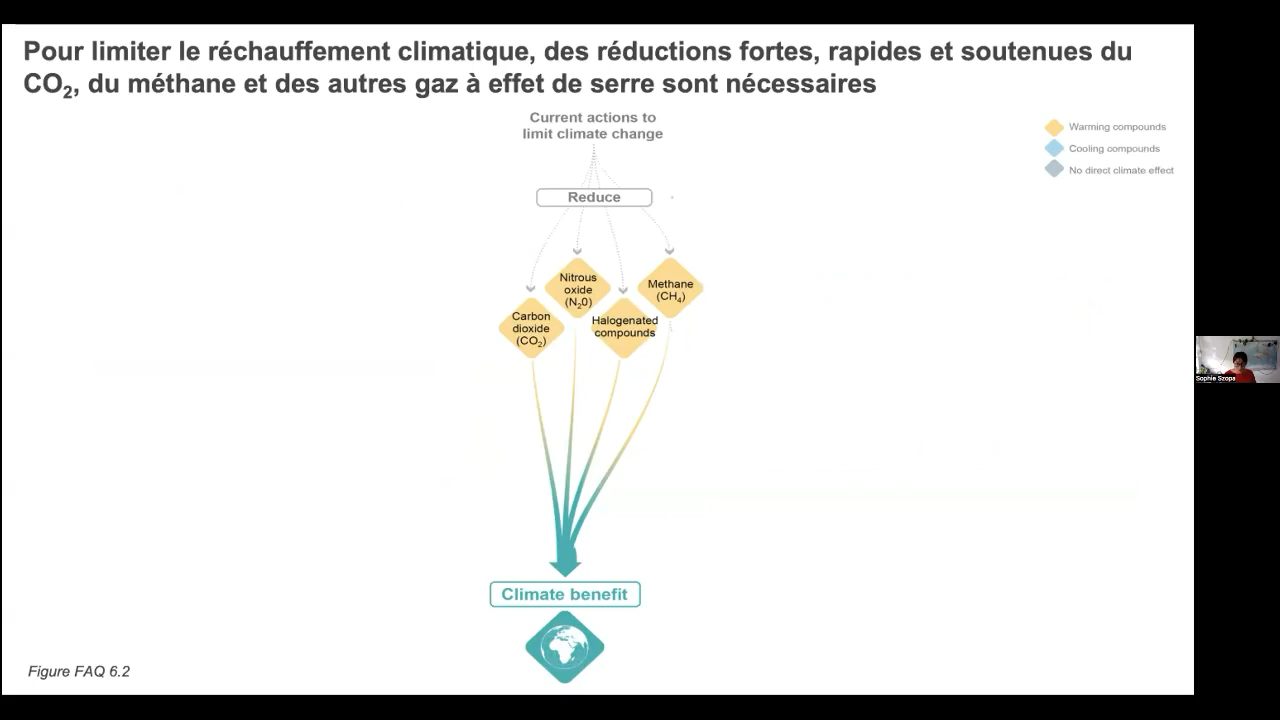 Pour limiter le réchauffement climatique, des réductions fortes, rapides et soutenues du
CO₂, du méthane et des autres gaz à effet de serre sont nécessaires
Current actions to
limit climate change
Warming compounds
Cooling compounds
No direct climate effect
Reduce
Nitrous
oxide
(N₂0)
Methane
(CH₄)
Carbon
dioxide
(CO₂)
Halogenated
compounds
Sophie Szopa
Climate benefit
Figure FAQ 6.2